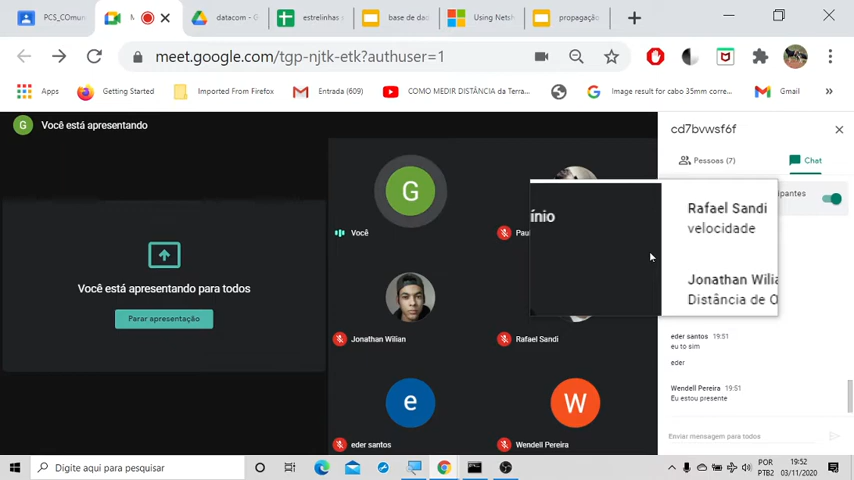 PCS_COmun
M
datacom - G
estrelinhas s
base de dad
Using Netsh
propagação
meet.google.com/tgp-njtk-etk?authuser=1
Apps
Getting Started
Imported From Firefox
Entrada (609)
COMO MEDIR DISTÂNCIA da Terra...
Image result for cabo 35mm corre...
Gmail
»
G
Você está apresentando
cd7bvwsf6f
Pessoas (7)
Chat
ipantes
G
Você
Pau
ínio
Rafael Sandi
velocidade
Jonathan Wilia
Distância de O
Você está apresentando para todos
Parar apresentação
Jonathan Wilian
Rafael Sandi
eder santos 19:51
eu to sim
eder
Wendell Pereira 19:51
Eu estou presente
e
W
eder santos
Wendell Pereira
Enviar mensagem para todos
Digite aqui para pesquisar
POR
PTB2
19:52
03/11/2020